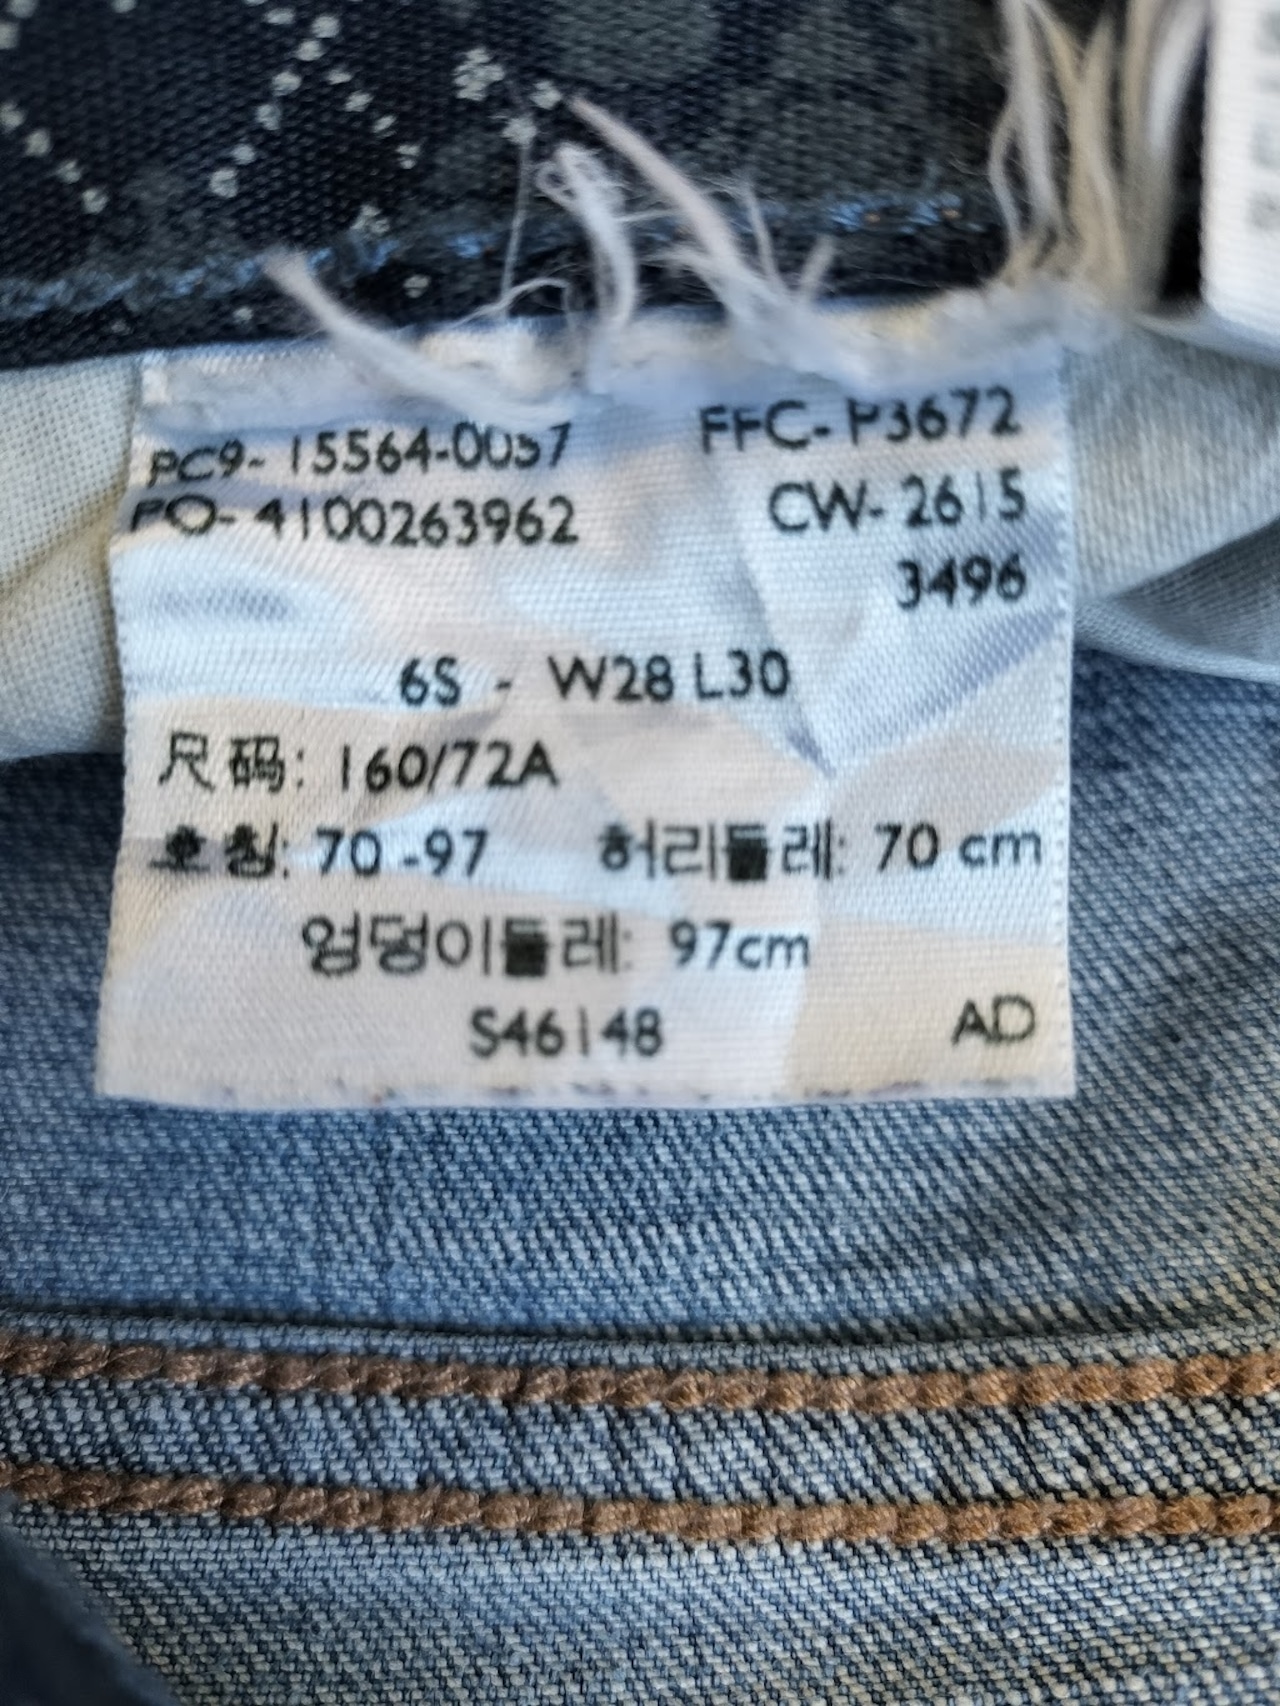 PC9- 15564-0037 FFC- P3672
PO- 4100263962 CW- 2615
3496
6S - W28 L30
尺码: 160/72A
호칭: 70 -97 허리둘레: 70 cm
엉덩이둘레: 97cm
S46148 AD